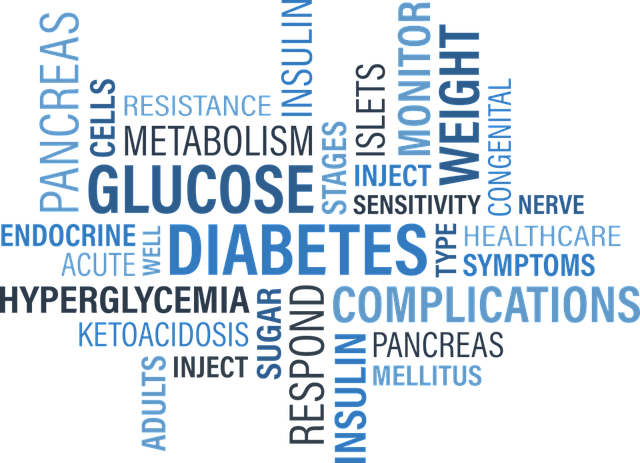 PANCREAS
CELLS
RESISTANCE
INSULIN
METABOLISM
GLUCOSE
STAGES
ISLETS
MONITOR
WEIGHT
CONGENITAL
INJECT
SENSITIVITY
NERVE
ENDOCRINE
ACUTE
WELL
DIABETES
TYPE
HEALTHCARE
SYMPTOMS
HYPERGLYCEMIA
KETOACIDOSIS
SUGAR
RESPOND
COMPLICATIONS
ADULTS
INJECT
INSULIN
PANCREAS
MELLITUS